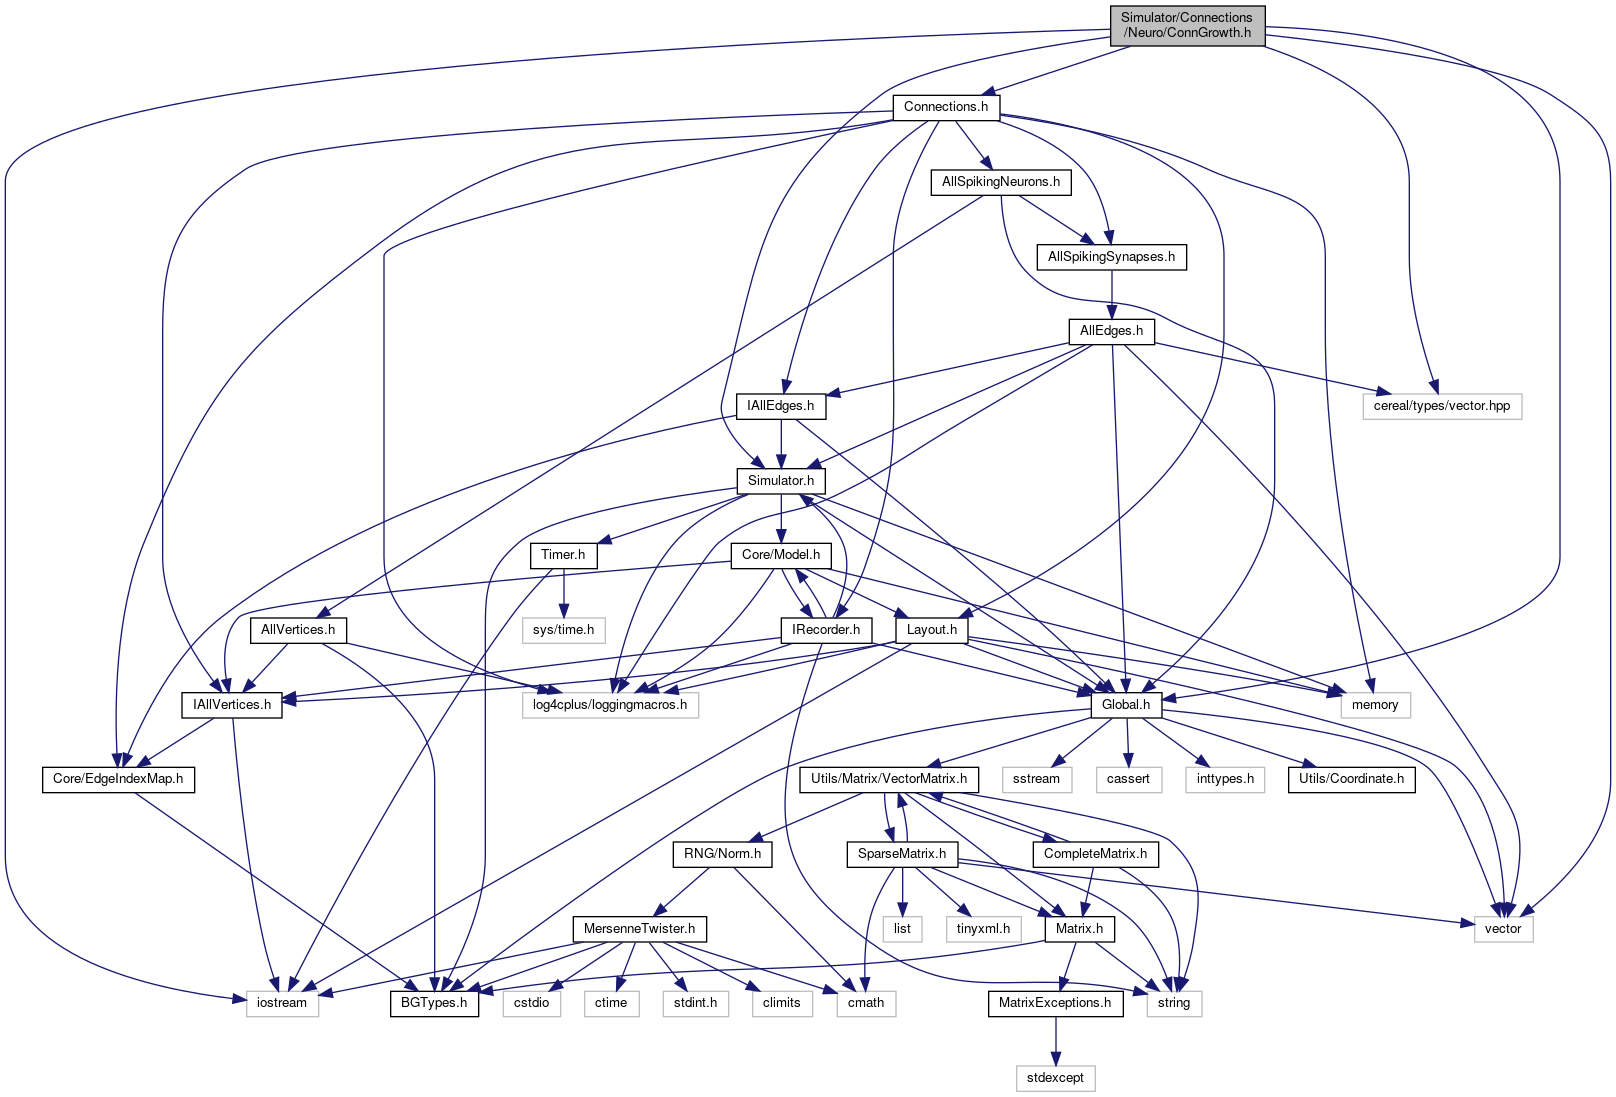 Simulator/Connections
/Neuro/ConnGrowth.h
Connections.h
AllSpikingNeurons.h
AllSpikingSynapses.h
AllEdges.h
IAllEdges.h
cereal/types/vector.hpp
Simulator.h
Timer.h
Core/Model.h
AllVertices.h
sys/time.h
IRecorder.h
Layout.h
IAllVertices.h
log4cplus/loggingmacros.h
Global.h
memory
Core/EdgeIndexMap.h
Utils/Matrix/VectorMatrix.h
sstream
cassert
inttypes.h
Utils/Coordinate.h
RNG/Norm.h
SparseMatrix.h
CompleteMatrix.h
MersenneTwister.h
list
tinyxml.h
Matrix.h
vector
iostream
BGTypes.h
cstdio
ctime
stdint.h
climits
cmath
MatrixExceptions.h
string
stdexcept